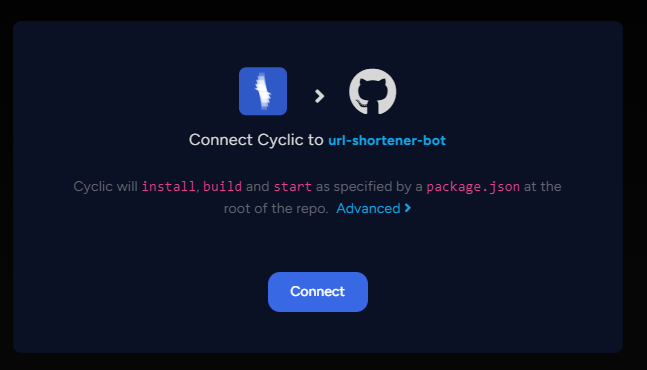 Connect Cyclic to url-shortener-bot
Cyclic will install, build and start as specified by a package.json at the
root of the repo. Advanced >
Connect